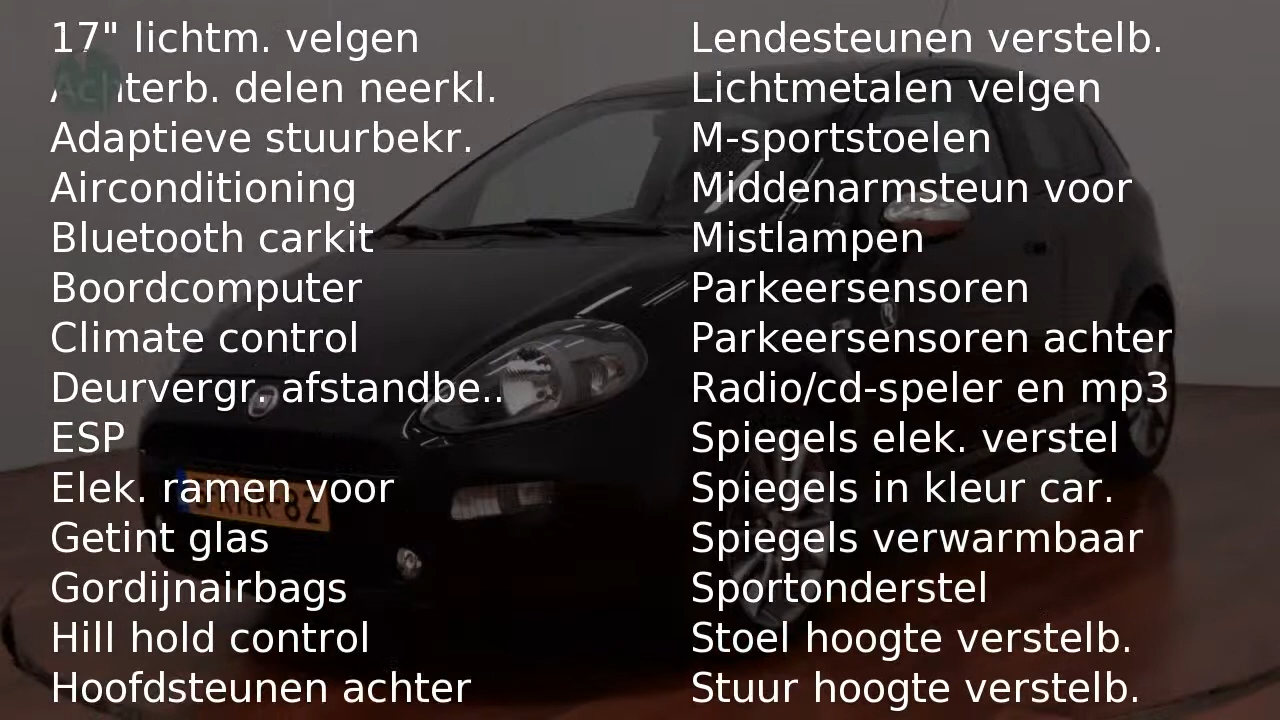 17" lichtm. velgen
Achterb. delen neerkl.
Adaptieve stuurbekr.
Airconditioning
Bluetooth carkit
Boordcomputer
Climate control
Deurvergr. afstandbe..
ESP
Elek. ramen voor
Getint glas
Gordijnairbags
Hill hold control
Hoofdsteunen achter
Lendesteunen verstelb.
Lichtmetalen velgen
M-sportstoelen
Middenarmsteun voor
Mistlampen
Parkeersensoren
Parkeersensoren achter
Radio/cd-speler en mp3
Spiegels elek. verstel
Spiegels in kleur car.
Spiegels verwarmbaar
Sportonderstel
Stoel hoogte verstelb.
Stuur hoogte verstelb.